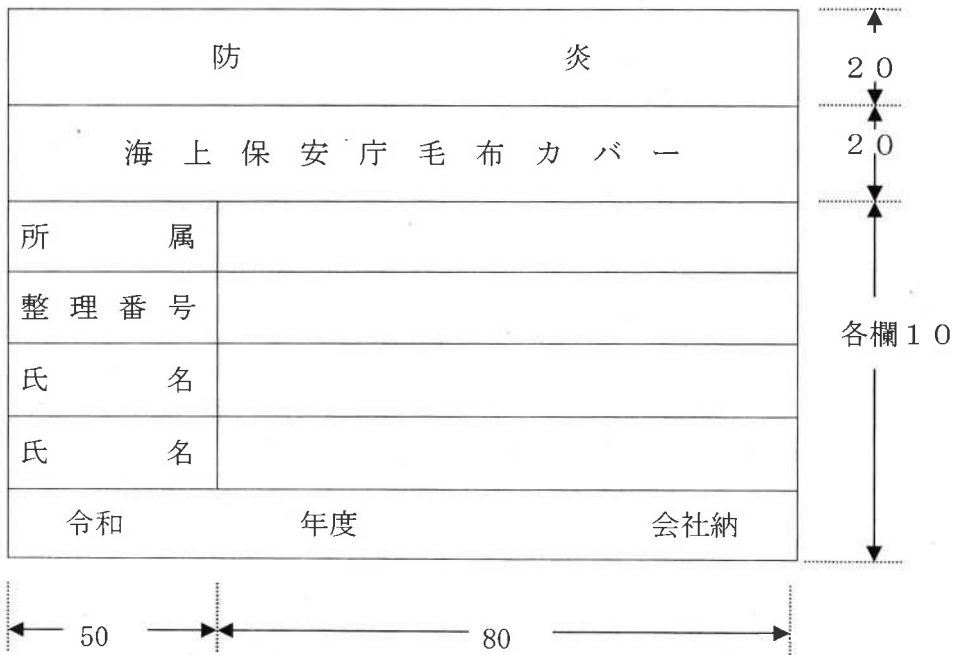 防 炎
２０
海上保安庁毛布カバー
２０
所属
整理番号
各欄１０
氏名
氏名
令和 年度 会社納
50
80